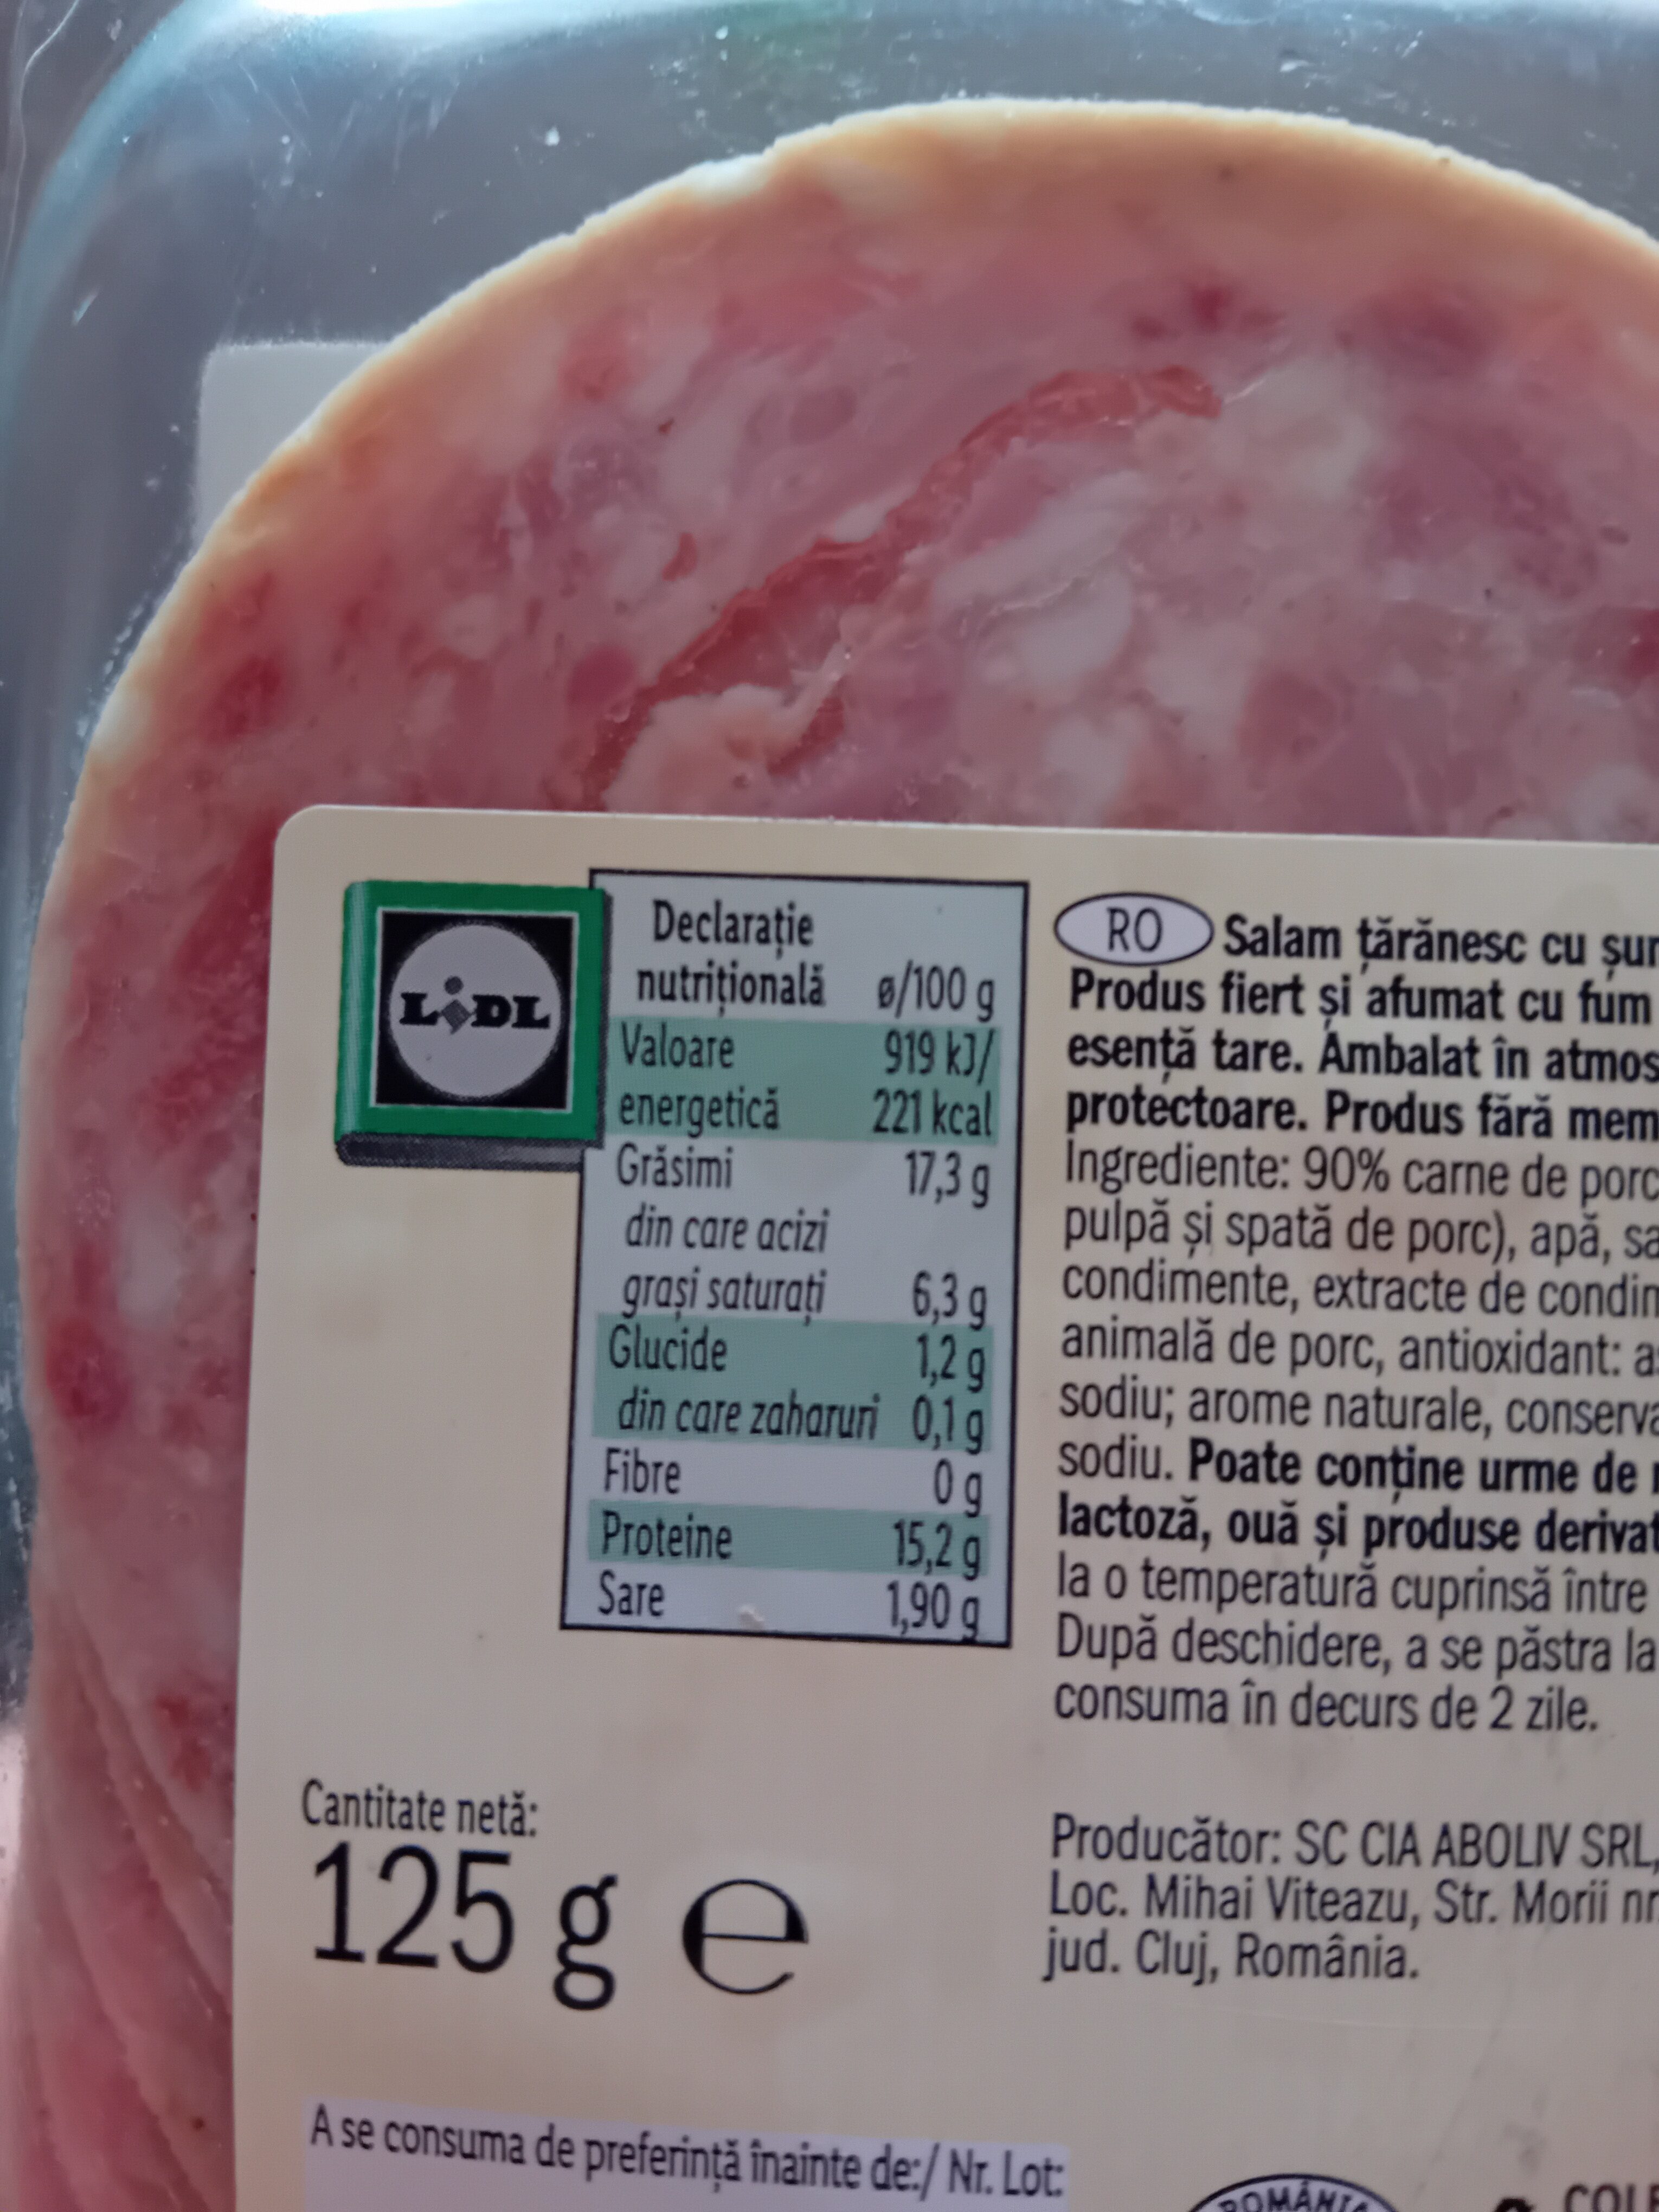 LIDL
Declarație
nutrițională ø/100 g
Valoare 919 kJ/
energetică 221 kcal
Grăsimi 17,3 g
din care acizi
grași saturați 6,3 g
Glucide 1,2 g
din care zaharuri 0,1 g
Fibre 0 g
Proteine 15,2 g
Sare 1,90 g
Cantitate netă:
125 g e
A se consuma de preferință înainte de:/ Nr. Lot:
RO Salam țărănesc cu șun
Produs fiert și afumat cu fum
esență tare. Ambalat în atmos
protectoare. Produs fără mem
Ingrediente: 90% carne de porc
pulpă și spată de porc), apă, sa
condimente, extracte de condim
animală de porc, antioxidant: as
sodiu; arome naturale, conserva
sodiu. Poate conține urme de
lactoză, ouă și produse derivat
la o temperatură cuprinsă între
După deschidere, a se păstra la
consuma în decurs de 2 zile.
Producător: SC CIA ABOLIV SRL,
Loc. Mihai Viteazu, Str. Morii nr
jud. Cluj, România.
ROMÂNIA